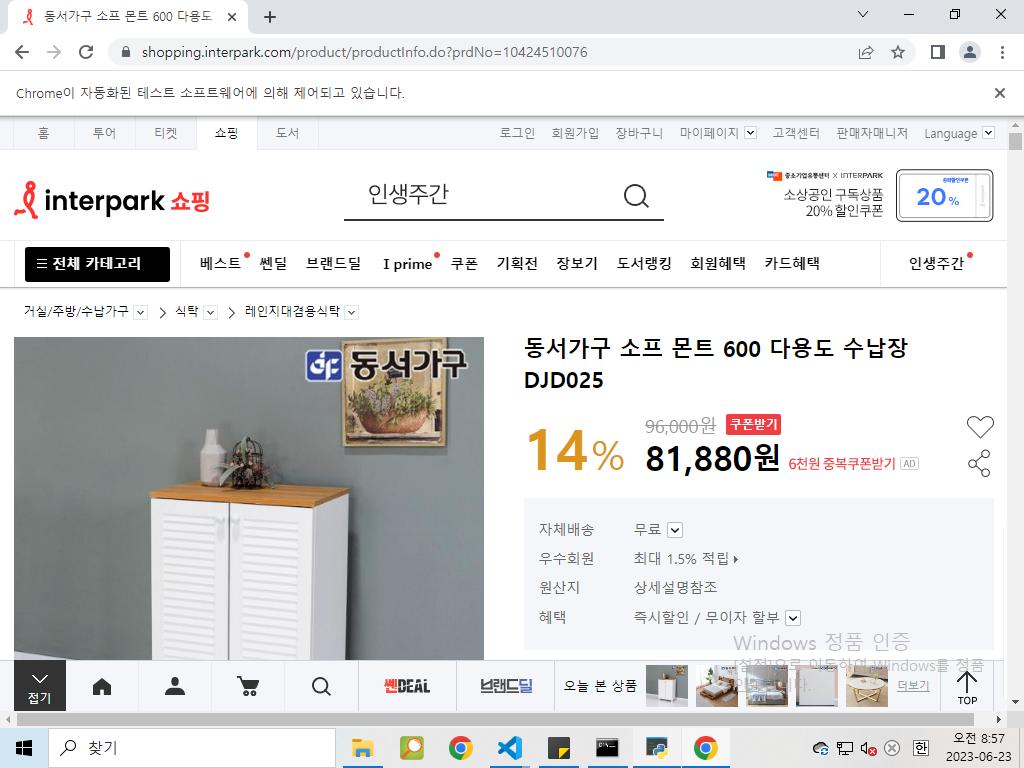 동서가구 소프 몬트 600 다용도
shopping.interpark.com/product/productInfo.do?prdNo=10424510076
Chrome이 자동화된 테스트 소프트웨어에 의해 제어되고 있습니다.
홈 투어 티켓 쇼핑 도서 로그인 회원가입 장바구니 마이페이지 고객센터 판매자매니저 Language
interpark 쇼핑
인생주간
중소기업유통센터 X INTERPARK
소상공인 구독상품
20% 할인쿠폰
20%
전체 카테고리 베스트 쎈딜 브랜드딜 I prime 쿠폰 기획전 장보기 도서랭킹 회원혜택 카드혜택 인생주간
거실/주방/수납가구 식탁 레인지대겸용식탁
동서가구
동서가구 소프 몬트 600 다용도 수납장
DJD025
14%
96,000원 쿠폰받기
81,880원 6천원 중복쿠폰받기 AD
자체배송 무료
우수회원 최대 1.5% 적립
원산지 상세설명참조
혜택 즉시할인 / 무이자 할부
Windows 정품 인증
[설정]으로 이동하여 Windows를 정품
접기 쎈DEAL 브랜드딜 오늘 본 상품 더보기 TOP
찾기
한
오전 8:57
2023-06-23